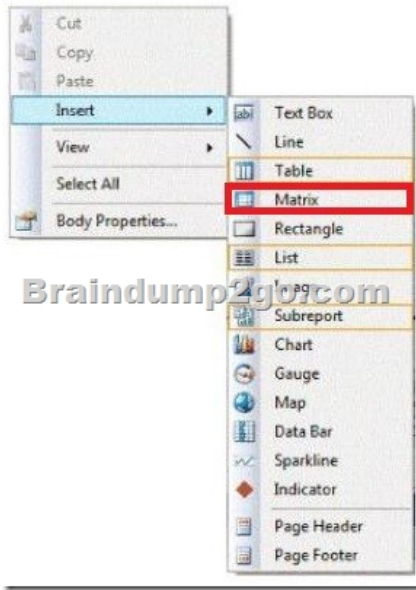 Cut
Copy
Paste
Insert
View
Select All
Body Properties...
Text Box
Line
Table
Matrix
Rectangle
List
Image
Braindump2go.com
Subreport
Chart
Gauge
Map
Data Bar
Sparkline
Indicator
Page Header
Page Footer